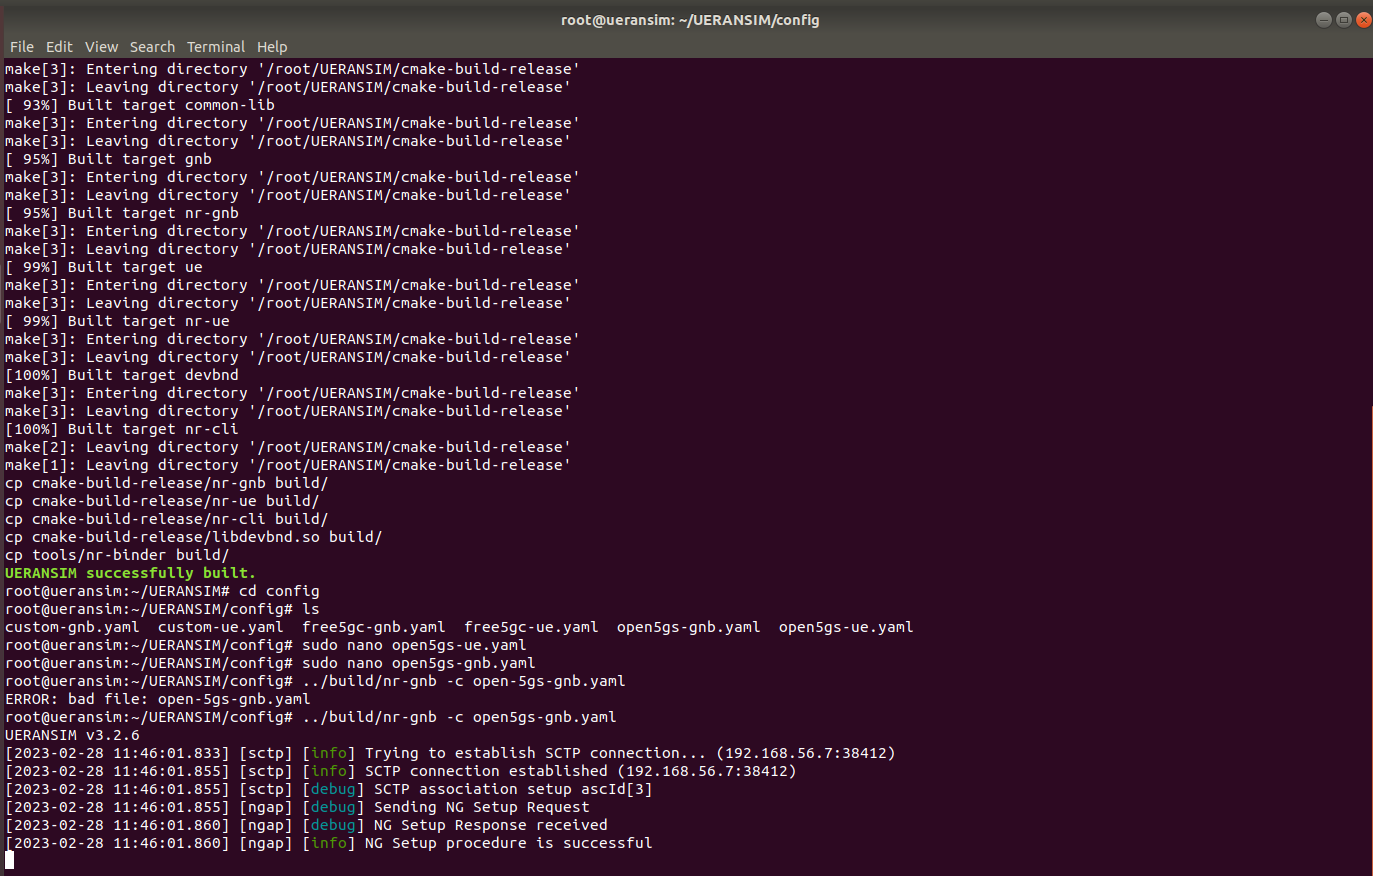 root@ueransim: ~/UERANSIM/config
File Edit View Search Terminal Help
make[3]: Entering directory '/root/UERANSIM/cmake-build-release'
make[3]: Leaving directory '/root/UERANSIM/cmake-build-release'
[ 93%] Built target common-lib
make[3]: Entering directory '/root/UERANSIM/cmake-build-release'
make[3]: Leaving directory '/root/UERANSIM/cmake-build-release'
[ 95%] Built target gnb
make[3]: Entering directory '/root/UERANSIM/cmake-build-release'
make[3]: Leaving directory '/root/UERANSIM/cmake-build-release'
[ 95%] Built target nr-gnb
make[3]: Entering directory '/root/UERANSIM/cmake-build-release'
make[3]: Leaving directory '/root/UERANSIM/cmake-build-release'
[ 99%] Built target ue
make[3]: Entering directory '/root/UERANSIM/cmake-build-release'
make[3]: Leaving directory '/root/UERANSIM/cmake-build-release'
[ 99%] Built target nr-ue
make[3]: Entering directory '/root/UERANSIM/cmake-build-release'
make[3]: Leaving directory '/root/UERANSIM/cmake-build-release'
[100%] Built target devbnd
make[3]: Entering directory '/root/UERANSIM/cmake-build-release'
make[3]: Leaving directory '/root/UERANSIM/cmake-build-release'
[100%] Built target nr-cli
make[2]: Leaving directory '/root/UERANSIM/cmake-build-release'
make[1]: Leaving directory '/root/UERANSIM/cmake-build-release'
cp cmake-build-release/nr-gnb build/
cp cmake-build-release/nr-ue build/
cp cmake-build-release/nr-cli build/
cp cmake-build-release/libdevbnd.so build/
cp tools/nr-binder build/
UERANSIM successfully built.
root@ueransim:~/UERANSIM# cd config
root@ueransim:~/UERANSIM/config# ls
custom-gnb.yaml  custom-ue.yaml  free5gc-gnb.yaml  free5gc-ue.yaml  open5gs-gnb.yaml  open5gs-ue.yaml
root@ueransim:~/UERANSIM/config# sudo nano open5gs-ue.yaml
root@ueransim:~/UERANSIM/config# sudo nano open5gs-gnb.yaml
root@ueransim:~/UERANSIM/config# ../build/nr-gnb -c open-5gs-gnb.yaml
ERROR: bad file: open-5gs-gnb.yaml
root@ueransim:~/UERANSIM/config# ../build/nr-gnb -c open5gs-gnb.yaml
UERANSIM v3.2.6
[2023-02-28 11:46:01.833] [sctp] [info] Trying to establish SCTP connection... (192.168.56.7:38412)
[2023-02-28 11:46:01.855] [sctp] [info] SCTP connection established (192.168.56.7:38412)
[2023-02-28 11:46:01.855] [sctp] [debug] SCTP association setup ascId[3]
[2023-02-28 11:46:01.855] [ngap] [debug] Sending NG Setup Request
[2023-02-28 11:46:01.860] [ngap] [debug] NG Setup Response received
[2023-02-28 11:46:01.860] [ngap] [info] NG Setup procedure is successful